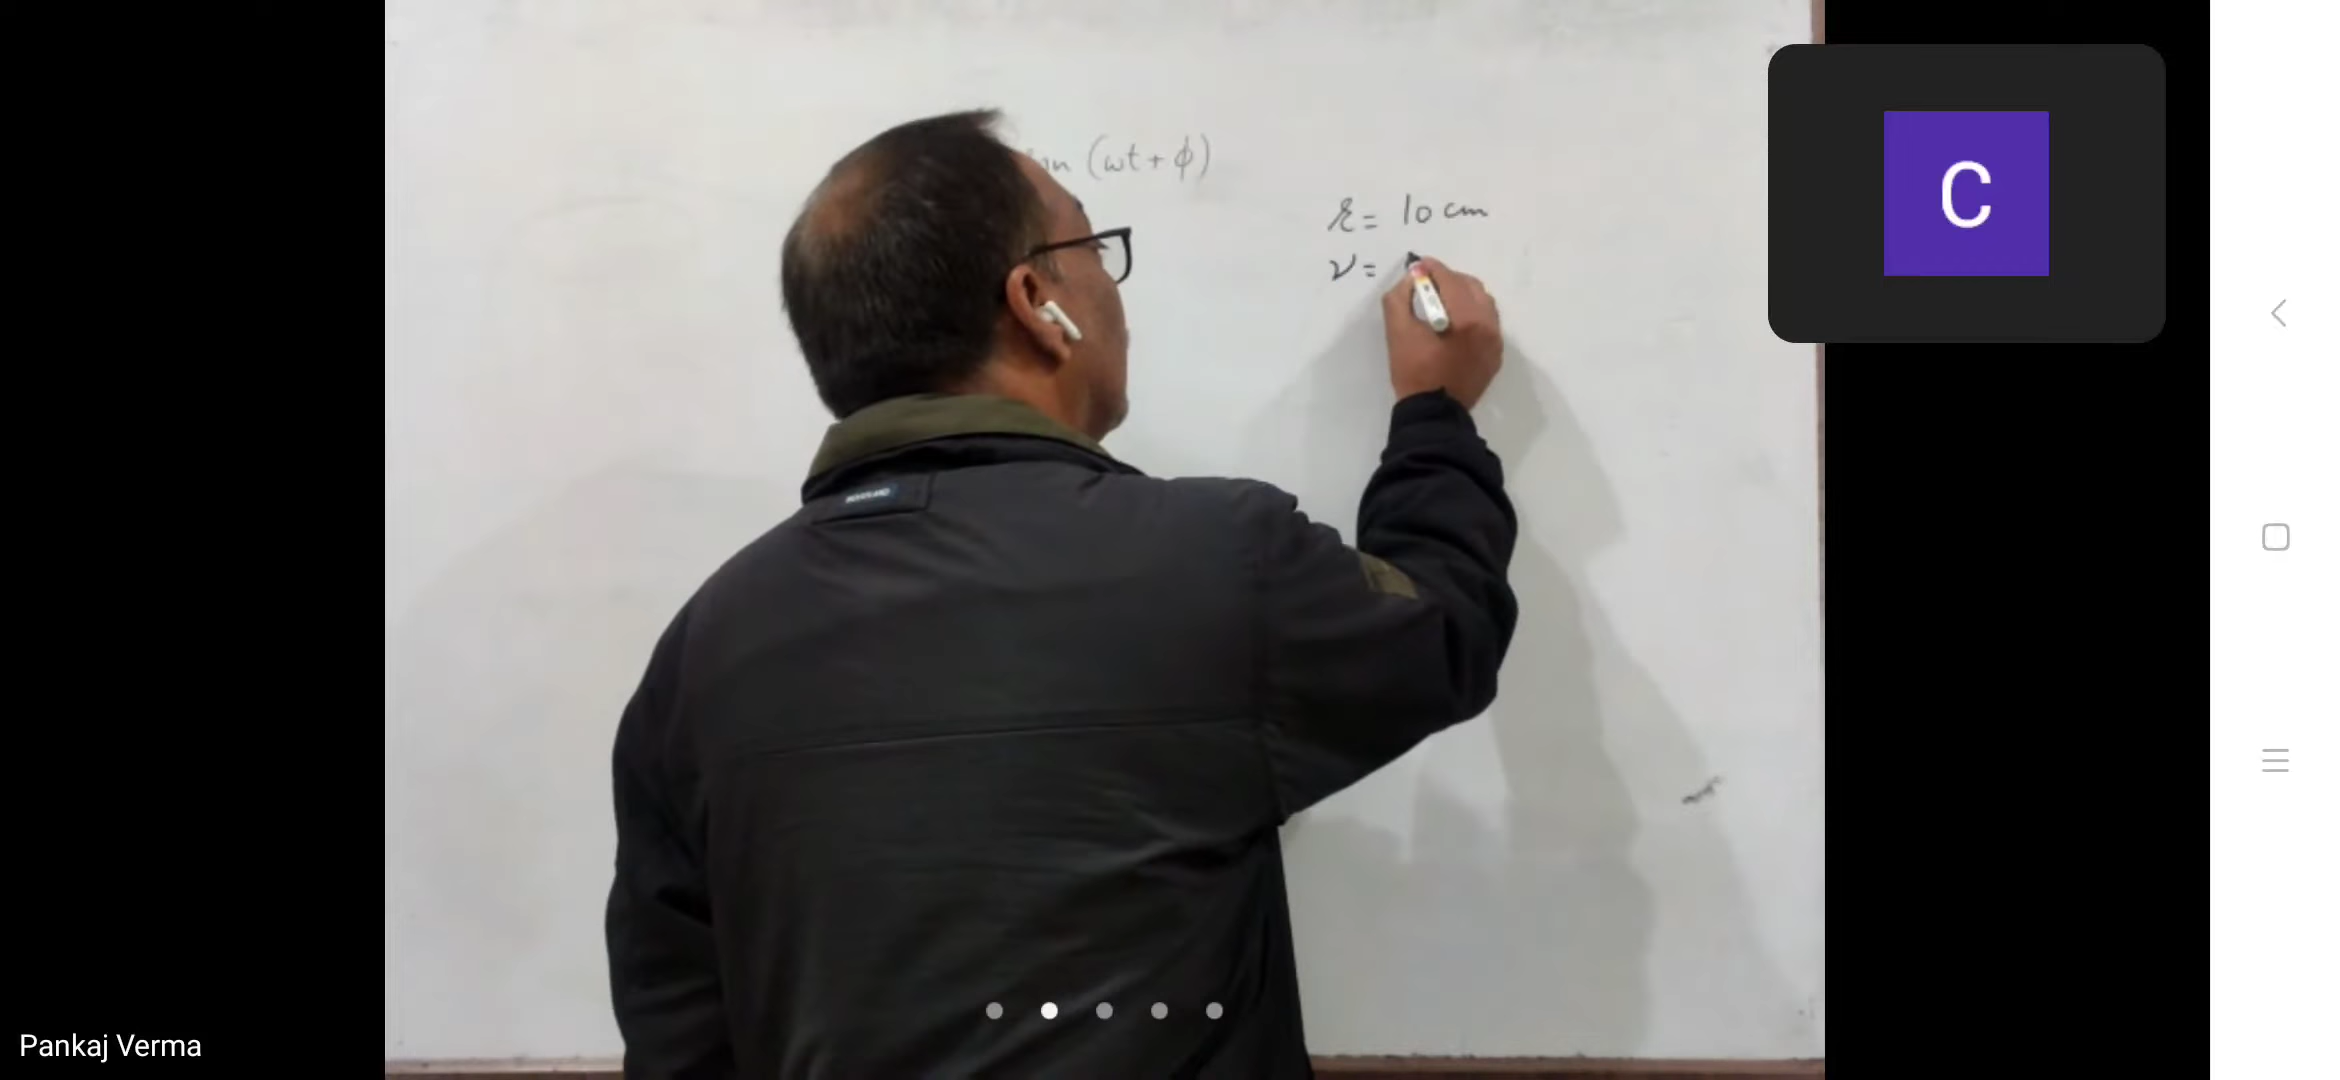 (ωt + ϕ)
r = 10 cm
ν =
C
Pankaj Verma